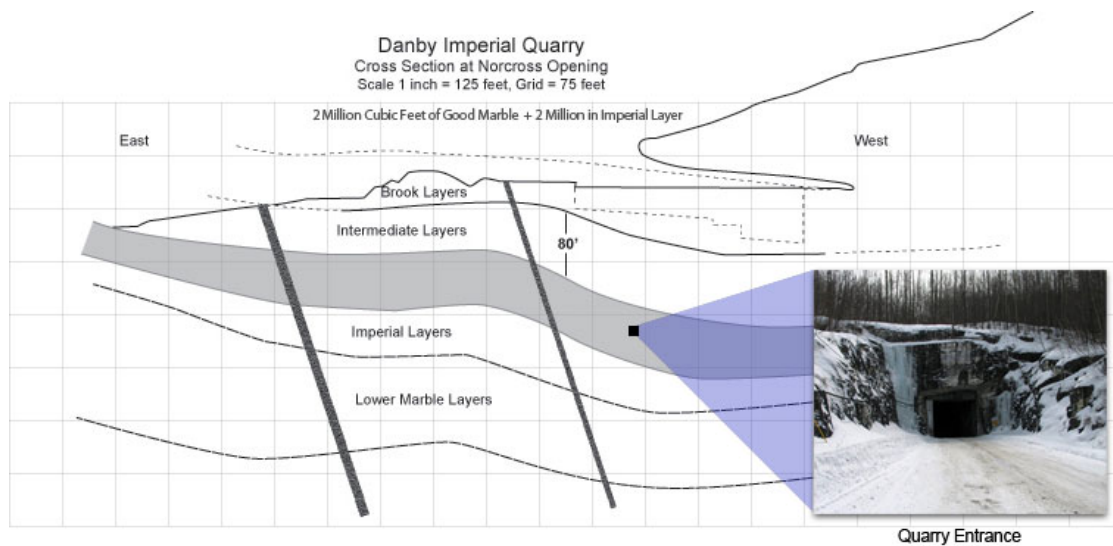 Danby Imperial Quarry
Cross Section at Norcross Opening
Scale 1 inch = 125 feet, Grid = 75 feet
2 Million Cubic Feet of Good Marble + 2 Million in Imperial Layer
East
West
Brook Layers
Intermediate Layers
80'
Imperial Layers
Lower Marble Layers
Quarry Entrance